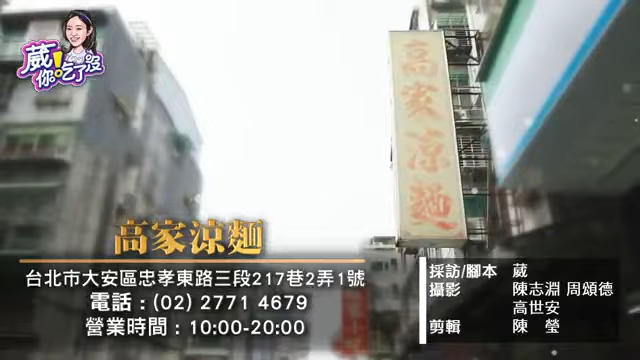 葳!
你吃了沒
高家涼麵
高家涼麵
台北市大安區忠孝東路三段217巷2弄1號
電話：(02) 2771 4679
營業時間：10:00-20:00
採訪/腳本 葳
攝影 陳志淵 周頌德
高世安
剪輯 陳 瑩